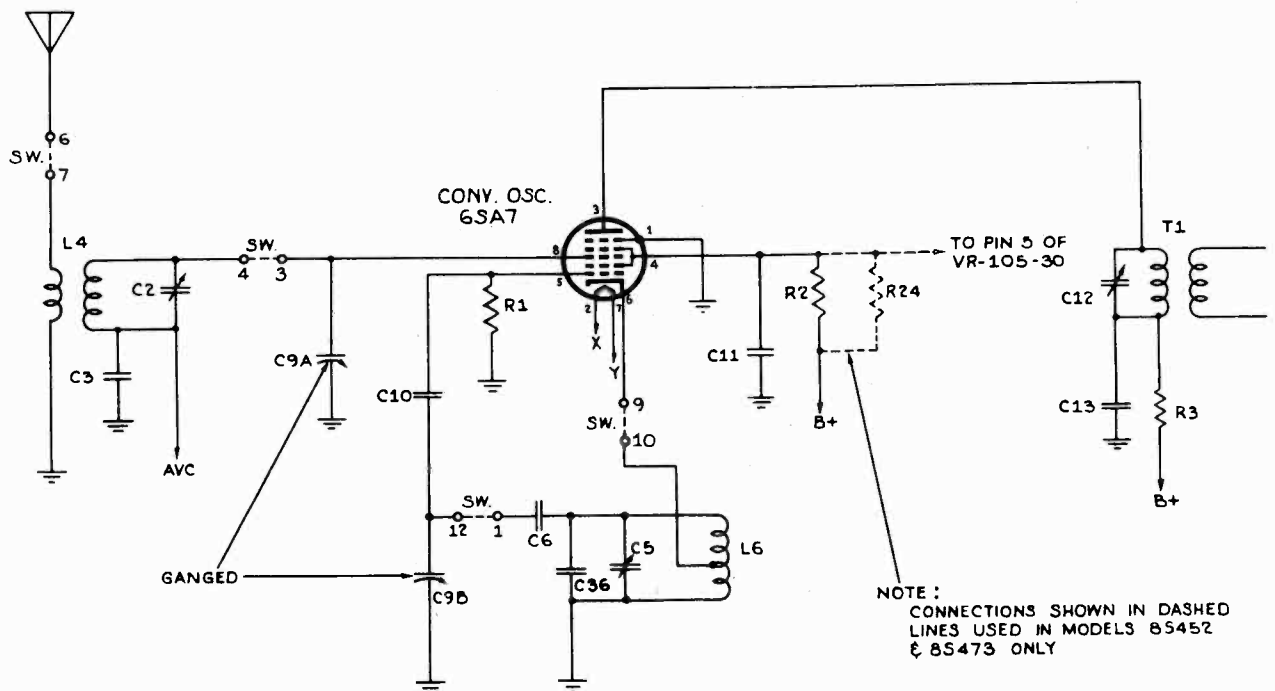 6
SW.
7
L4
C2
C3
AVC
SW.
4 3
C9A
GANGED
CONV. OSC.
6SA7
3
8
1
4
5
2
7
6
X
Y
R1
C10
9
SW.
10
SW.
12 1
C6
C36
C5
L6
C9B
C11
R2
R24
B+
TO PIN 5 OF
VR-105-30
T1
C12
C13
R3
B+
NOTE:
CONNECTIONS SHOWN IN DASHED
LINES USED IN MODELS 8S452
& 8S473 ONLY